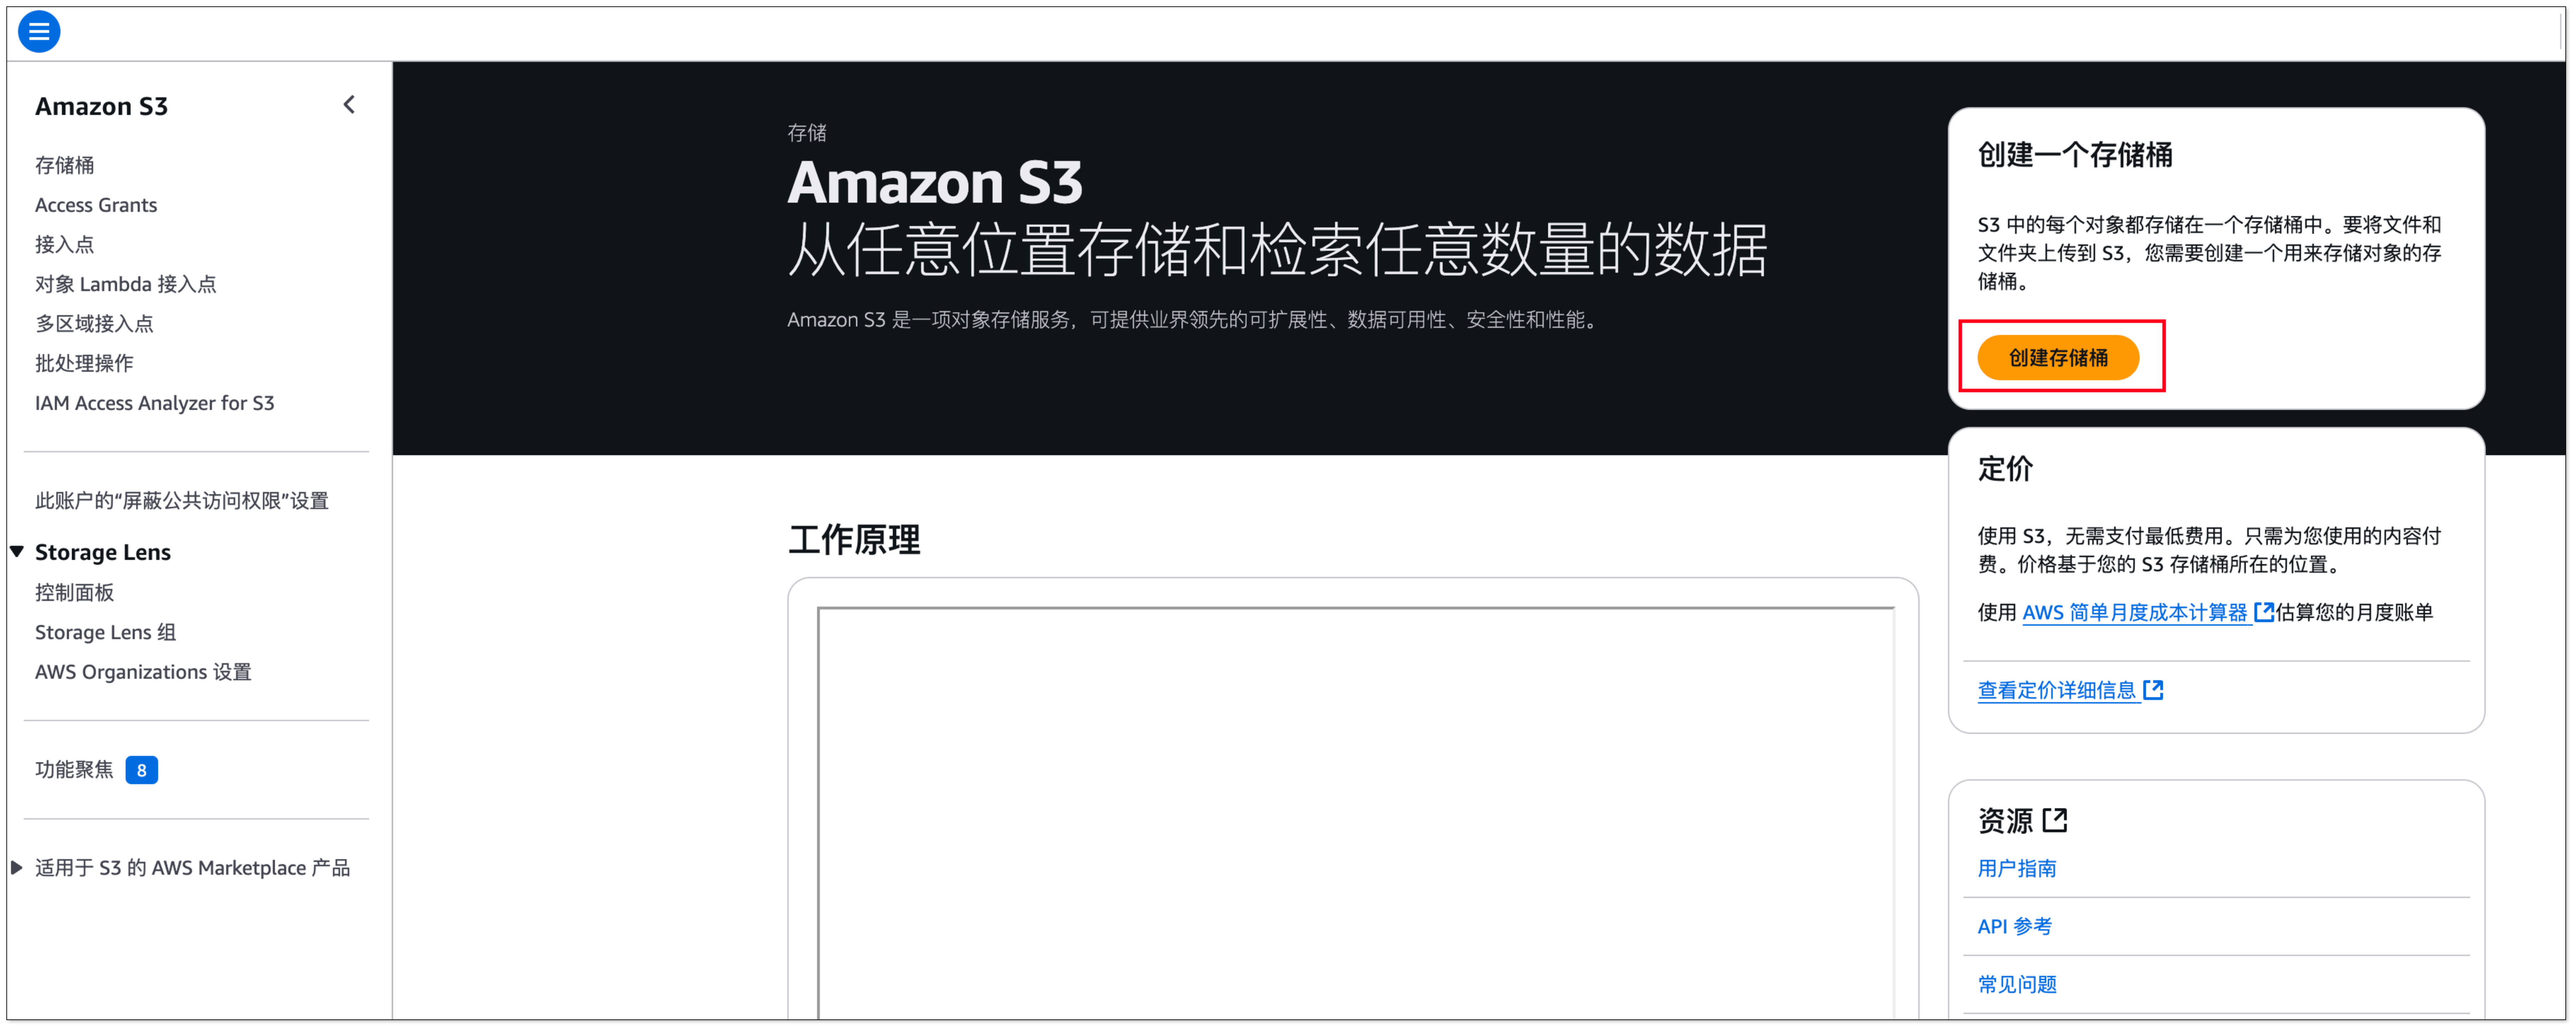 Amazon S3
存储桶
Access Grants
接入点
对象 Lambda 接入点
多区域接入点
批处理操作
IAM Access Analyzer for S3
此账户的“屏蔽公共访问权限”设置
Storage Lens
控制面板
Storage Lens 组
AWS Organizations 设置
功能聚焦 8
适用于 S3 的 AWS Marketplace 产品
存储
Amazon S3
从任意位置存储和检索任意数量的数据
Amazon S3 是一项对象存储服务，可提供业界领先的可扩展性、数据可用性、安全性和性能。
工作原理
创建一个存储桶
S3 中的每个对象都存储在一个存储桶中。要将文件和
文件夹上传到 S3，您需要创建一个用来存储对象的存
储桶。
创建存储桶
定价
使用 S3，无需支付最低费用。只需为您使用的内容付
费。价格基于您的 S3 存储桶所在的位置。
使用 AWS 简单月度成本计算器估算您的月度账单
查看定价详细信息
资源
用户指南
API 参考
常见问题